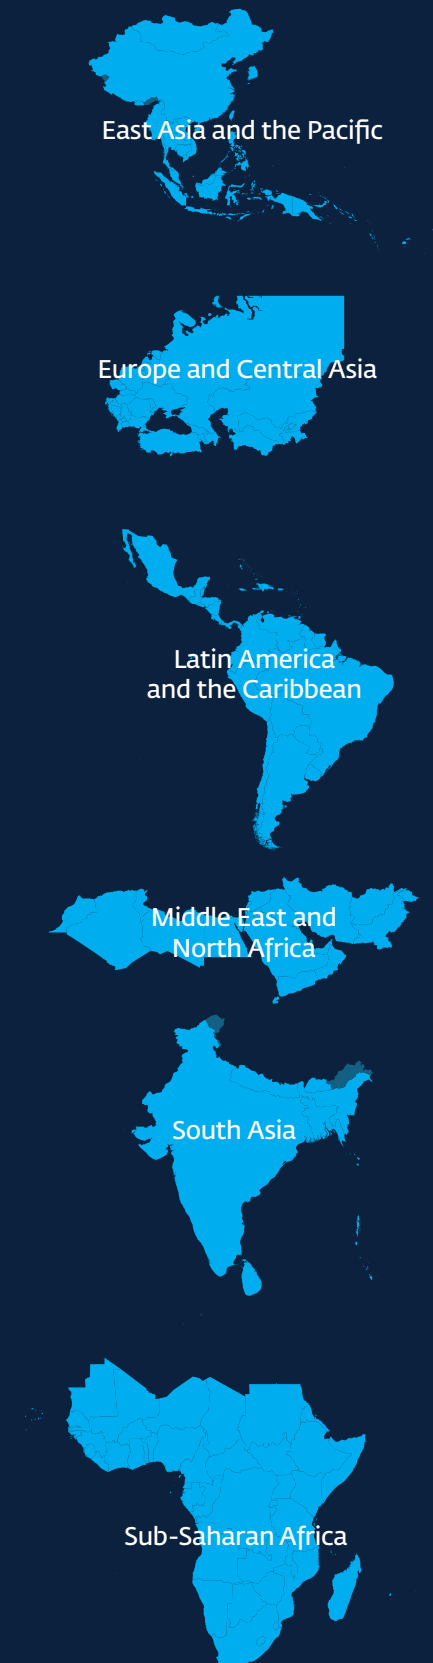 East Asia and the Pacific
Europe and Central Asia
Latin America
and the Caribbean
Middle East and
North Africa
South Asia
Sub-Saharan Africa